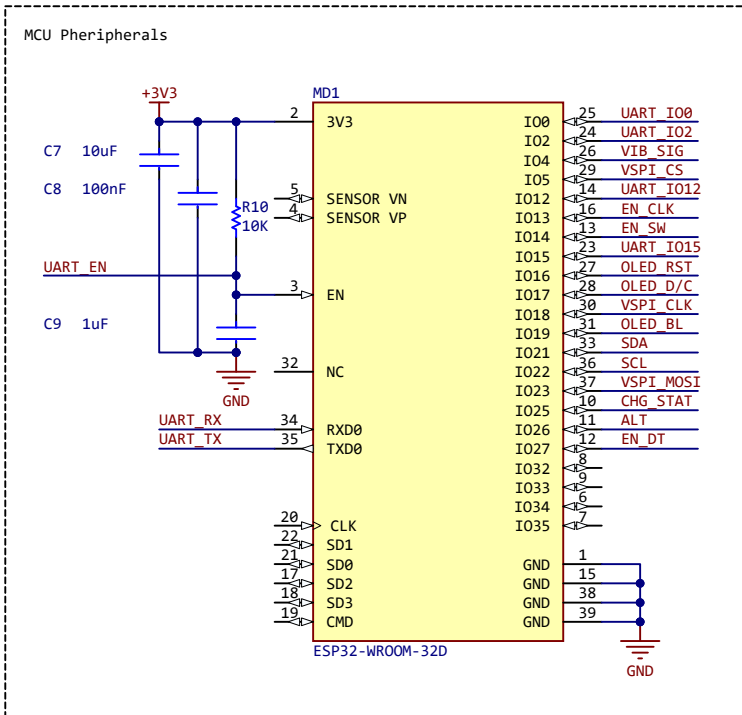 MCU Pheripherals
+3V3
MD1
2 3V3
C7 10uF
C8 100nF
R10
10K
5 SENSOR VN
4 SENSOR VP
UART_EN
3 EN
C9 1uF
32 NC
GND
UART_RX 34 RXD0
UART_TX 35 TXD0
20 CLK
22 SD1
21 SD0
17 SD2
18 SD3
19 CMD
IO0 25 UART_IO0
IO2 24 UART_IO2
IO4 26 VIB_SIG
IO5 29 VSPI_CS
IO12 14 UART_IO12
IO13 16 EN_CLK
IO14 13 EN_SW
IO15 23 UART_IO15
IO16 27 OLED_RST
IO17 28 OLED_D/C
IO18 30 VSPI_CLK
IO19 31 OLED_BL
IO21 33 SDA
IO22 36 SCL
IO23 37 VSPI_MOSI
IO25 10 CHG_STAT
IO26 11 ALT
IO27 12 EN_DT
IO32 8
IO33 9
IO34 6
IO35 7
GND 1
GND 15
GND 38
GND 39
ESP32-WROOM-32D
GND